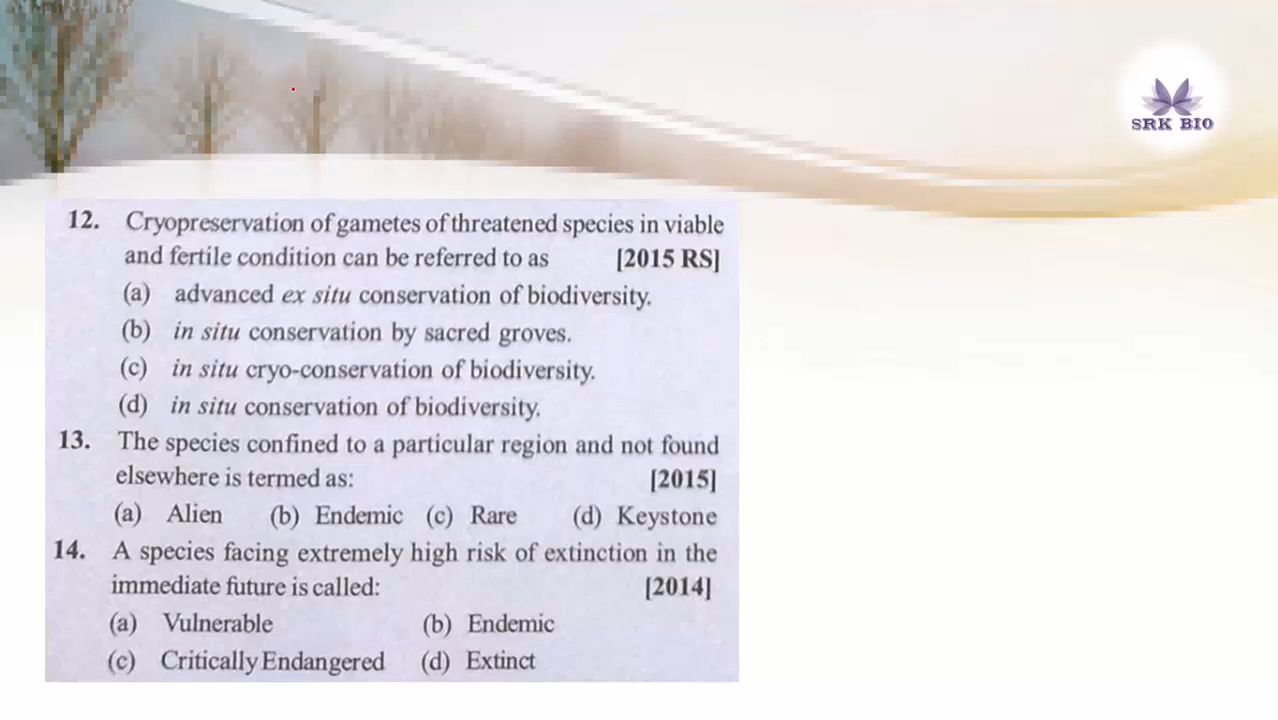 SRK BIO
12. Cryopreservation of gametes of threatened species in viable
and fertile condition can be referred to as [2015 RS]
(a) advanced ex situ conservation of biodiversity.
(b) in situ conservation by sacred groves.
(c) in situ cryo-conservation of biodiversity.
(d) in situ conservation of biodiversity.
13. The species confined to a particular region and not found
elsewhere is termed as: [2015]
(a) Alien (b) Endemic (c) Rare (d) Keystone
14. A species facing extremely high risk of extinction in the
immediate future is called: [2014]
(a) Vulnerable (b) Endemic
(c) Critically Endangered (d) Extinct